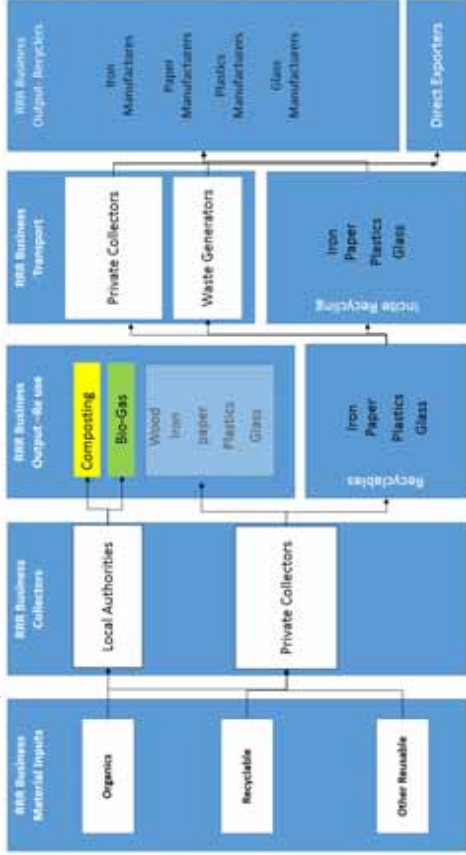 RRR Business
Material Inputs
Organics
Recyclable
Other Reusable
RRR Business
Collectors
Local Authorities
Private Collectors
RRR Business
Output -Re use
Composting
Bio-Gas
Wood
Iron
paper
Plastics
Glass
Recyclables
Iron
Paper
Plastics
Glass
RRR Business
Transport
Private Collectors
Waste Generators
Incite Recycling
Iron
Paper
Plastics
Glass
RRR Business
Output - Recyclers
Iron
Manufacturers
Paper
Manufacturers
Plastics
Manufacturers
Glass
Manufacturers
Direct Exporters